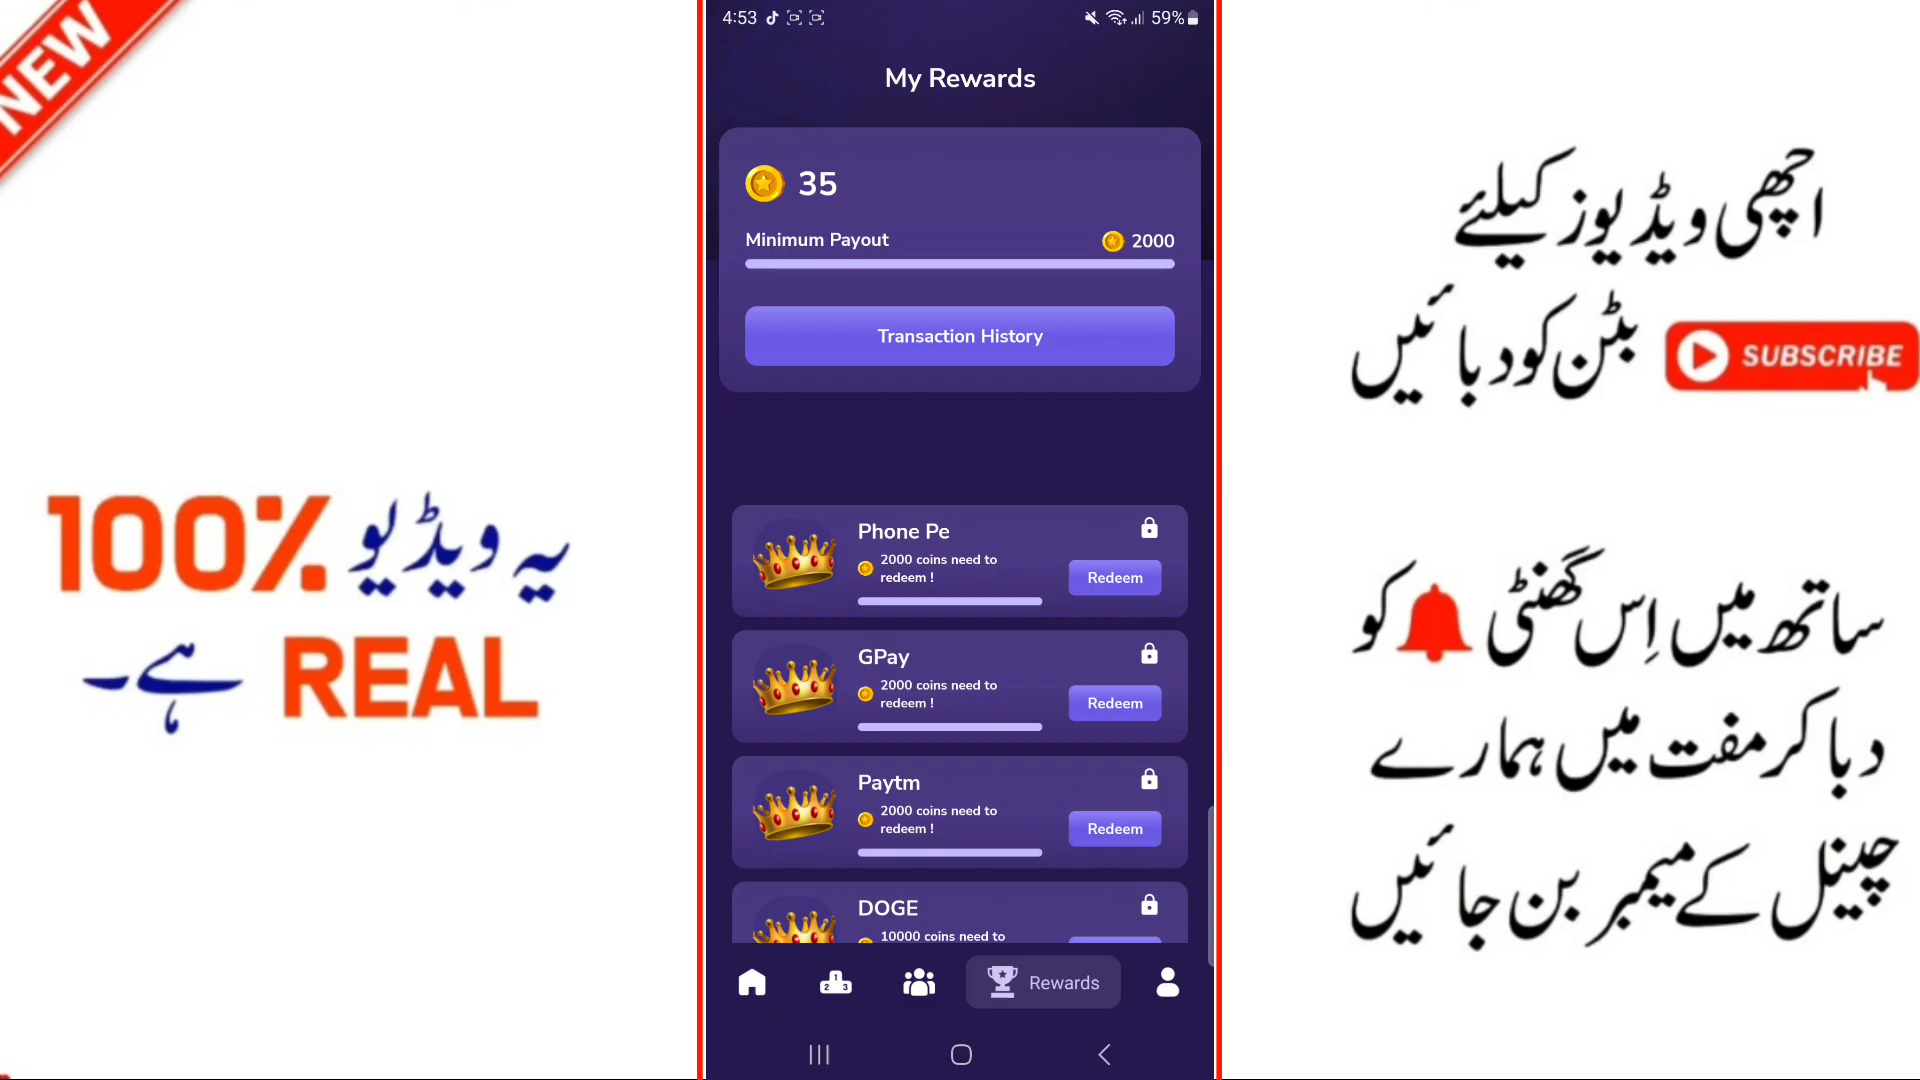 NEW
یہ ویڈیو 100%
REAL ہے۔
4:53
59%
My Rewards
35
Minimum Payout
2000
Transaction History
Phone Pe
2000 coins need to
redeem !
Redeem
GPay
2000 coins need to
redeem !
Redeem
Paytm
2000 coins need to
redeem !
Redeem
DOGE
10000 coins need to
Rewards
اچھی ویڈیوز کیلئے
SUBSCRIBE بٹن کو دبائیں
ساتھ میں اِس گھنٹی کو
دبا کر مفت میں ہمارے
چینل کے میمبر بن جائیں